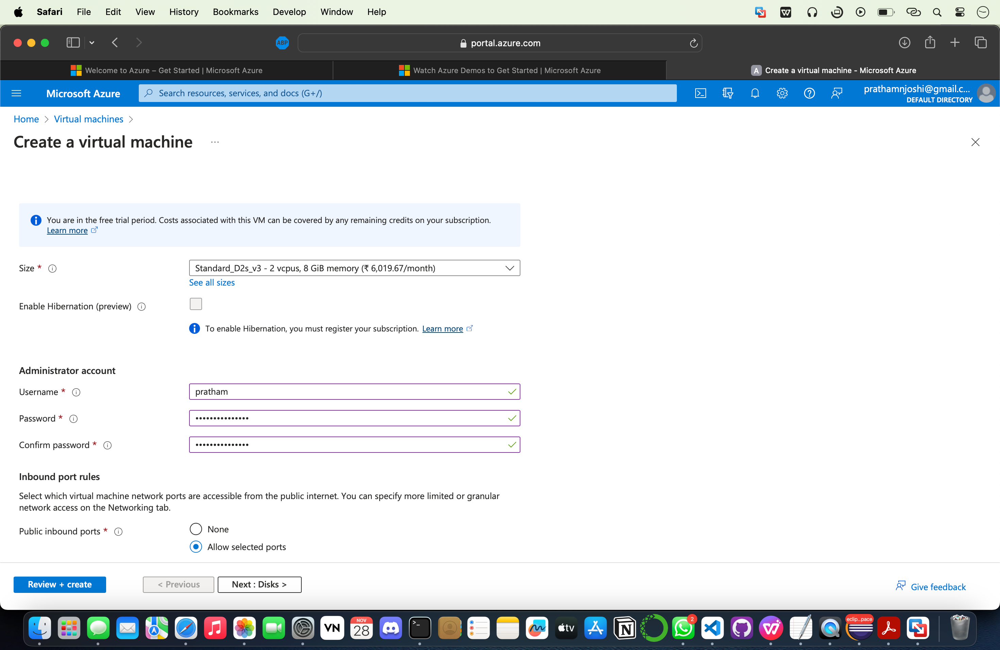 Safari File Edit View History Bookmarks Develop Window Help
ABP
portal.azure.com
Welcome to Azure – Get Started | Microsoft Azure
Watch Azure Demos to Get Started | Microsoft Azure
A Create a virtual machine - Microsoft Azure
Microsoft Azure
Search resources, services, and docs (G+/)
prathamnjoshi@gmail.c...
DEFAULT DIRECTORY
Home > Virtual machines >
Create a virtual machine ...
You are in the free trial period. Costs associated with this VM can be covered by any remaining credits on your subscription.
Learn more
Size *
Standard_D2s_v3 - 2 vcpus, 8 GiB memory (₹ 6,019.67/month)
See all sizes
Enable Hibernation (preview)
To enable Hibernation, you must register your subscription. Learn more
Administrator account
Username *
pratham
Password *
•••••••••••••••
Confirm password *
•••••••••••••••
Inbound port rules
Select which virtual machine network ports are accessible from the public internet. You can specify more limited or granular
network access on the Networking tab.
Public inbound ports *
None
Allow selected ports
Review + create
< Previous
Next : Disks >
Give feedback
VN
NOV
28
tv
2
eclip...pace